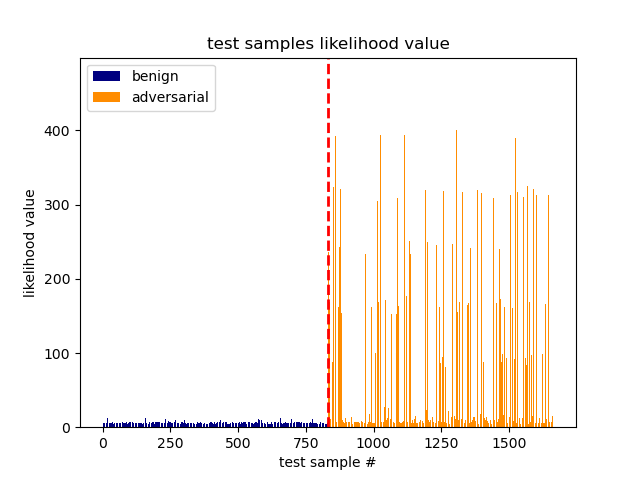 test samples likelihood value
benign
adversarial
400
300
200
100
0
likelihood value
0
250
500
750
1000
1250
1500
test sample #